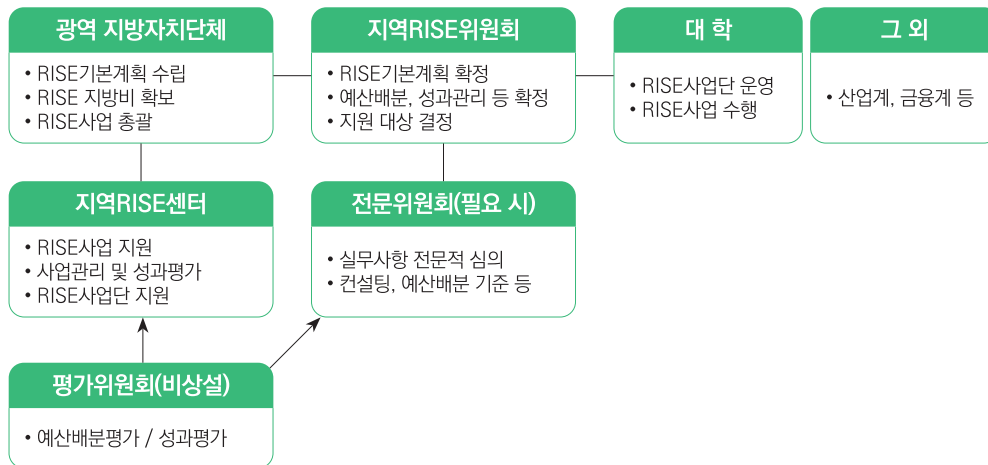 광역 지방자치단체
• RISE기본계획 수립
• RISE 지방비 확보
• RISE사업 총괄
지역RISE위원회
• RISE기본계획 확정
• 예산배분, 성과관리 등 확정
• 지원 대상 결정
대 학
• RISE사업단 운영
• RISE사업 수행
그 외
• 산업계, 금융계 등
지역RISE센터
• RISE사업 지원
• 사업관리 및 성과평가
• RISE사업단 지원
전문위원회(필요 시)
• 실무사항 전문적 심의
• 컨설팅, 예산배분 기준 등
평가위원회(비상설)
• 예산배분평가 / 성과평가